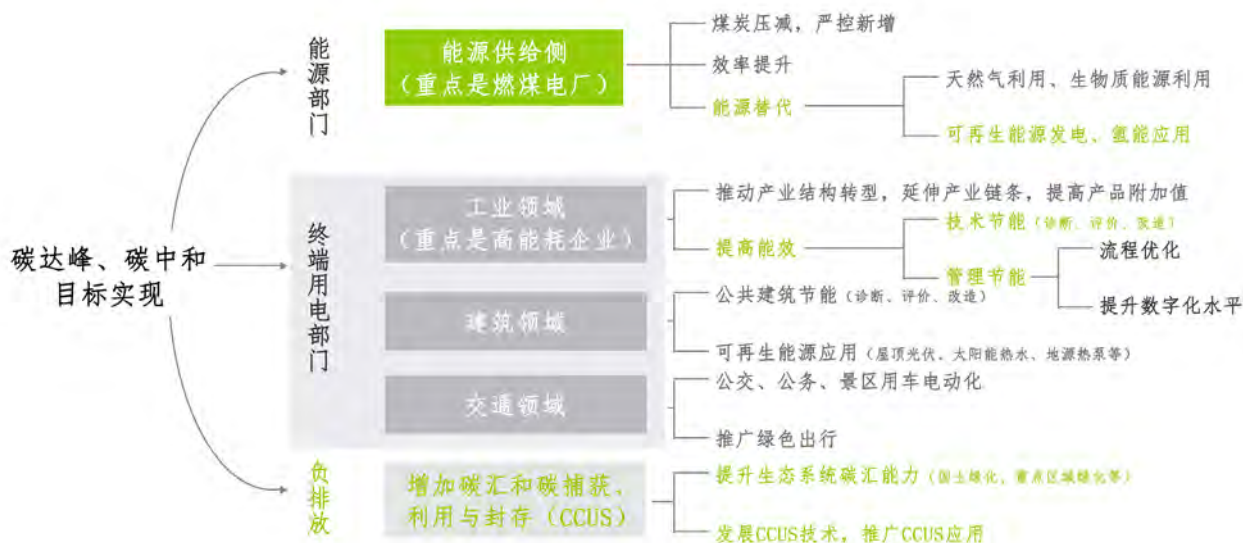 碳达峰、碳中和
目标实现
能源部门
能源供给侧
（重点是燃煤电厂）
煤炭压减，严控新增
效率提升
能源替代
天然气利用、生物质能源利用
可再生能源发电、氢能应用
终端用电部门
工业领域
（重点是高能耗企业）
推动产业结构转型，延伸产业链条，提高产品附加值
提高能效
技术节能（诊断、评价、改造）
管理节能
流程优化
提升数字化水平
建筑领域
公共建筑节能（诊断、评价、改造）
可再生能源应用（屋顶光伏、太阳能热水、地源热泵等）
交通领域
公交、公务、景区用车电动化
推广绿色出行
负排放
增加碳汇和碳捕获、
利用与封存（CCUS）
提升生态系统碳汇能力（国土绿化、重点区域绿化等）
发展CCUS技术，推广CCUS应用